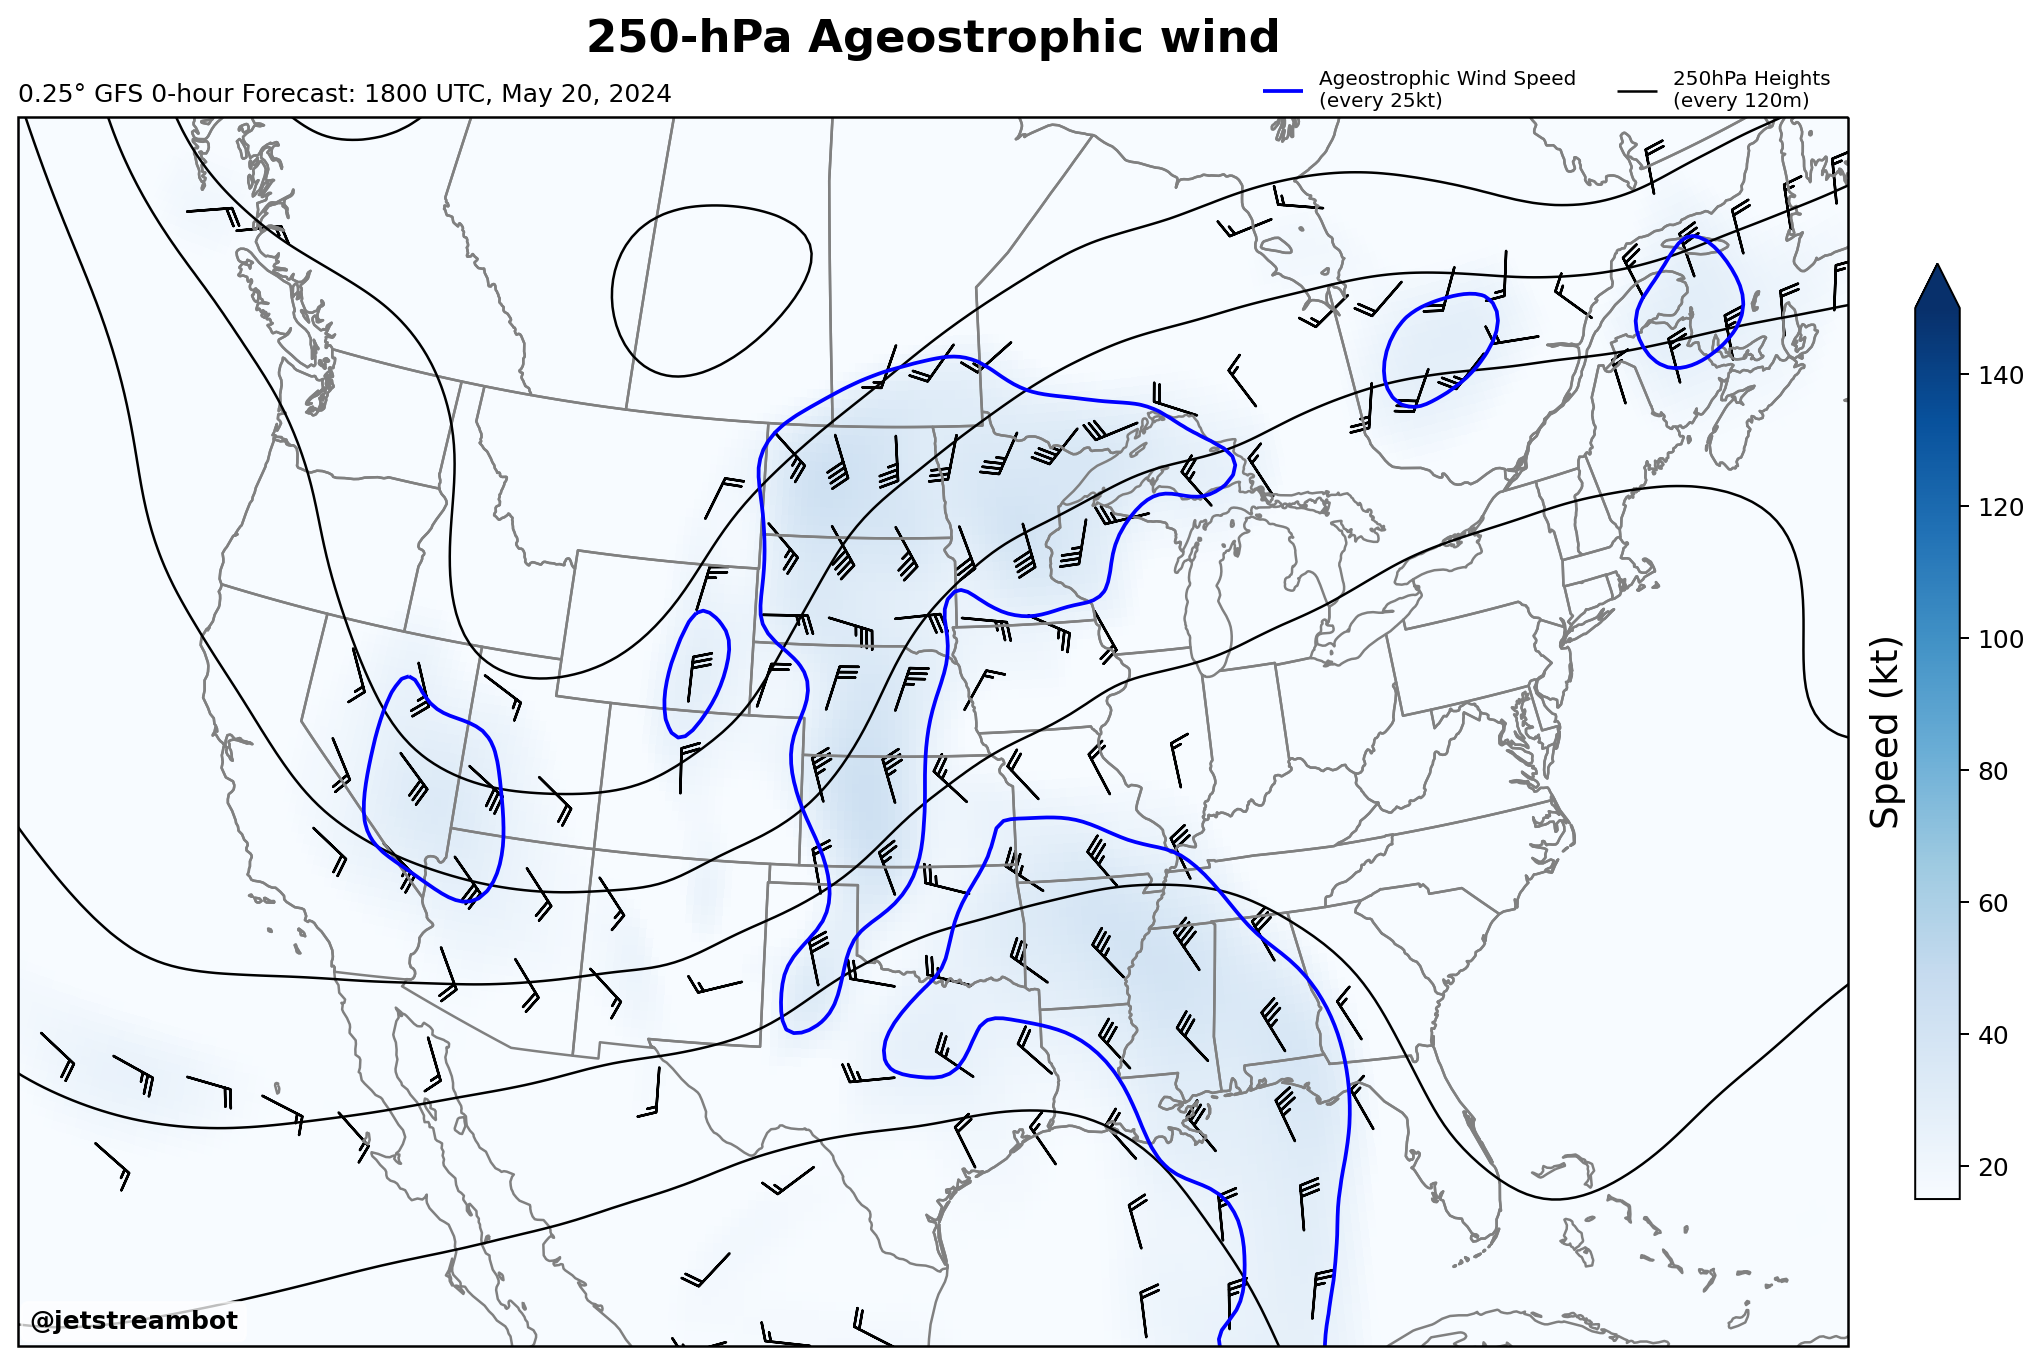 250-hPa Ageostrophic wind
0.25° GFS 0-hour Forecast: 1800 UTC, May 20, 2024
Ageostrophic Wind Speed
(every 25kt)
250hPa Heights
(every 120m)
140
120
100
80
60
40
20
Speed (kt)
@jetstreambot